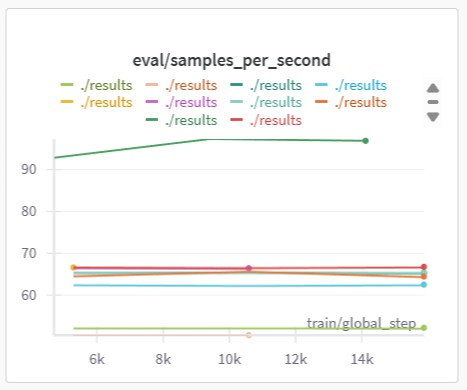 eval/samples_per_second
./results ./results ./results ./results
./results ./results ./results ./results
./results ./results
90
80
70
60
train/global_step
6k 8k 10k 12k 14k